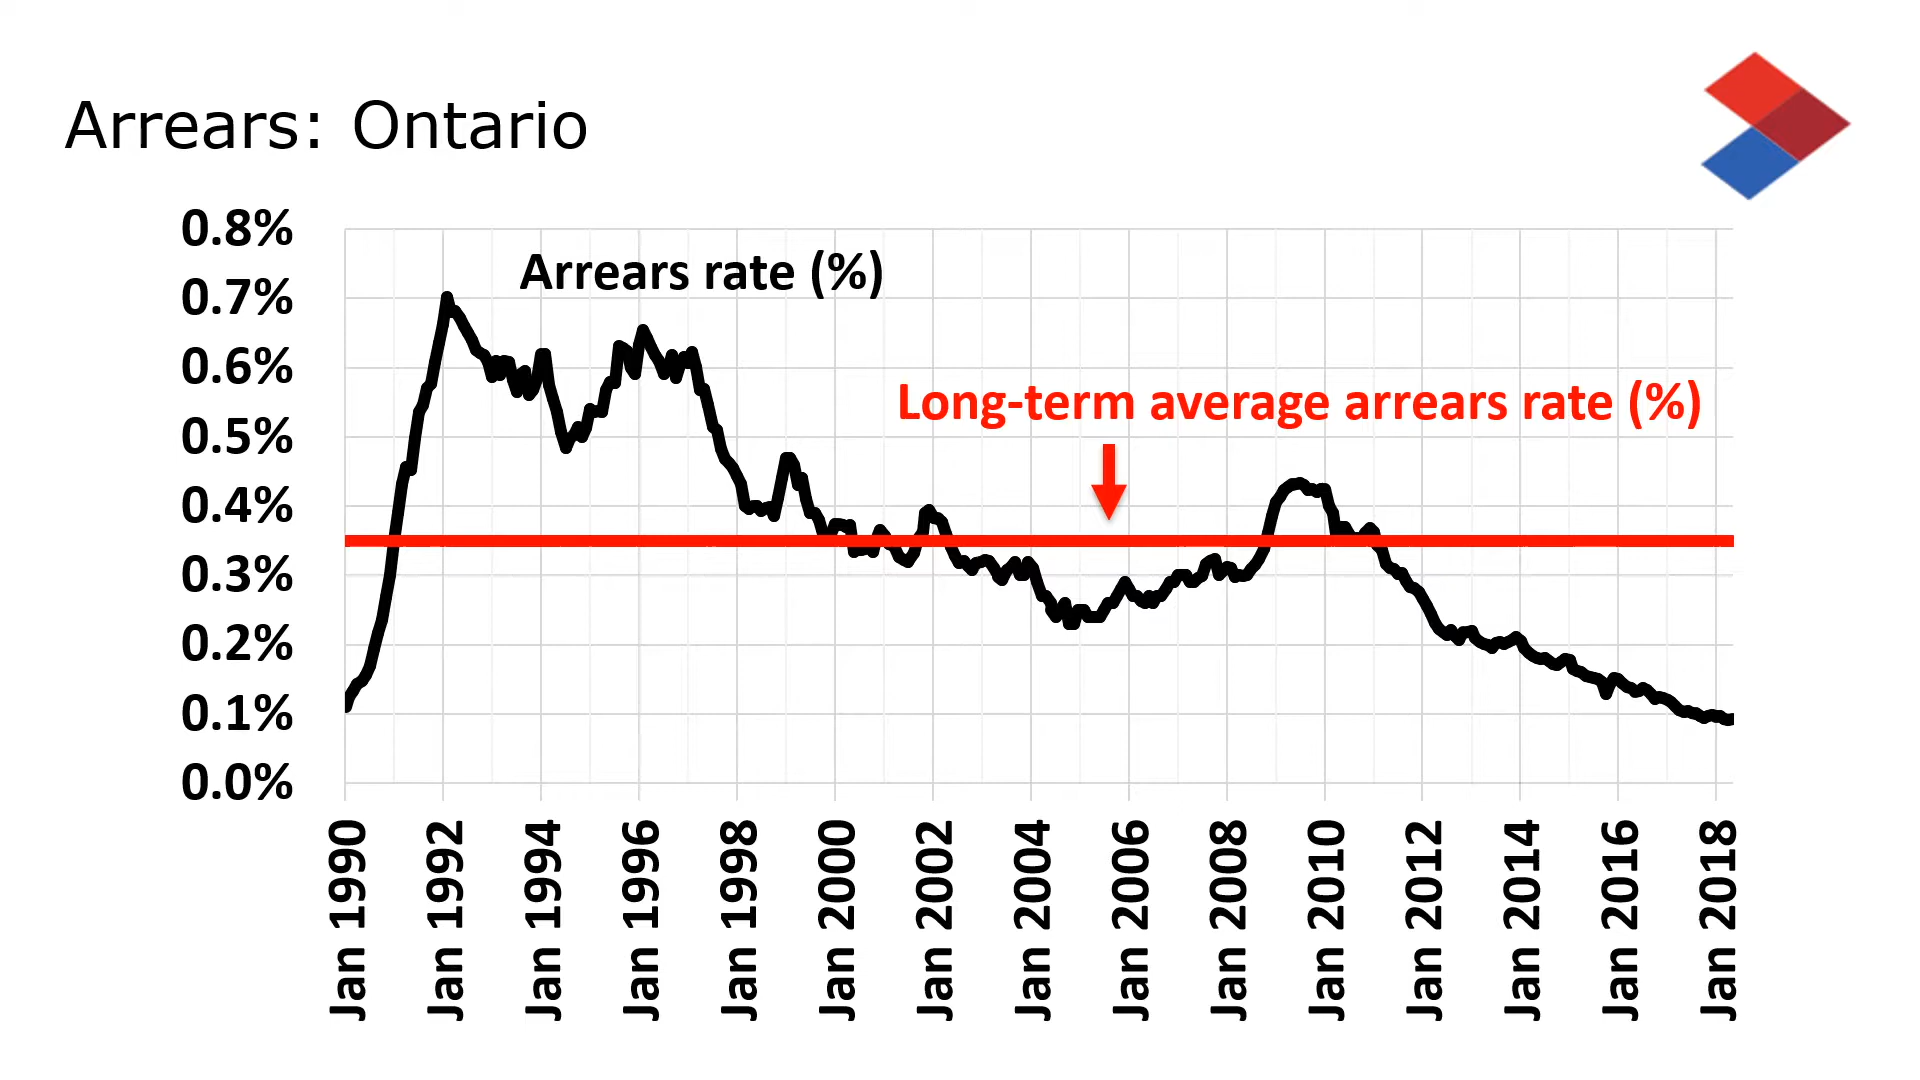 Arrears: Ontario
0.8%
Arrears rate (%)
0.7%
0.6%
Long-term average arrears rate (%)
0.5%
0.4%
0.3%
0.2%
0.1%
0.0%
Jan 1990
Jan 1992
Jan 1994
Jan 1996
Jan 1998
Jan 2000
Jan 2002
Jan 2004
Jan 2006
Jan 2008
Jan 2010
Jan 2012
Jan 2014
Jan 2016
Jan 2018